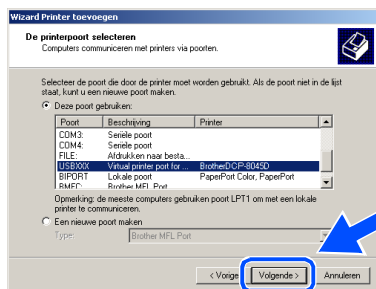 Wizard Printer toevoegen
De printerpoort selecteren
Computers communiceren met printers via poorten.
Selecteer de poort die door de printer moet worden gebruikt. Als de poort niet in de lijst
staat, kunt u een nieuwe poort maken.
Deze poort gebruiken:
Poort Beschrijving Printer
COM3: Seriële poort
COM4: Seriële poort
FILE: Afdrukken naar besta...
USBXXX Virtual printer port for ... BrotherDCP-8045D
BIPORT Lokale poort PaperPort Color, PaperPort
BMFC: Brother MFL Port
Opmerking: de meeste computers gebruiken poort LPT1 om met een lokale
printer te communiceren.
Een nieuwe poort maken
Type: Brother MFL Port
< Vorige Volgende > Annuleren